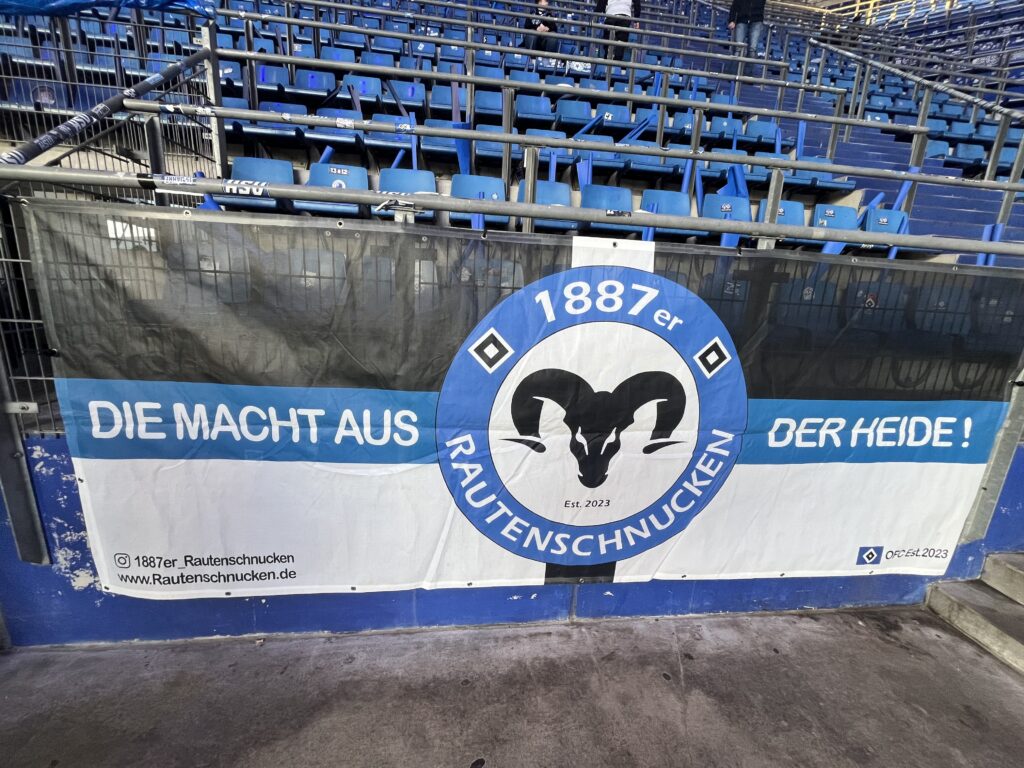 HSV
1887er
DIE MACHT AUS
DER HEIDE!
RAUTENSCHNUCKEN
Est. 2023
1887er_Rautenschnucken
www.Rautenschnucken.de
OFC Est. 2023